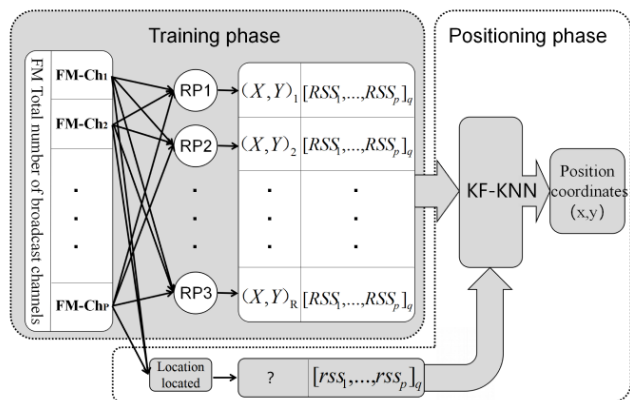 Training phase
Positioning phase
FM Total number of broadcast channels
FM-Ch1
FM-Ch2
FM-ChP
RP1
RP2
RP3
(X,Y)1 [RSS1,...,RSSp]q
(X,Y)2 [RSS1,...,RSSp]q
(X,Y)R [RSS1,...,RSSp]q
KF-KNN
Position
coordinates
(x,y)
Location
located
? [rss1,...,rssp]q